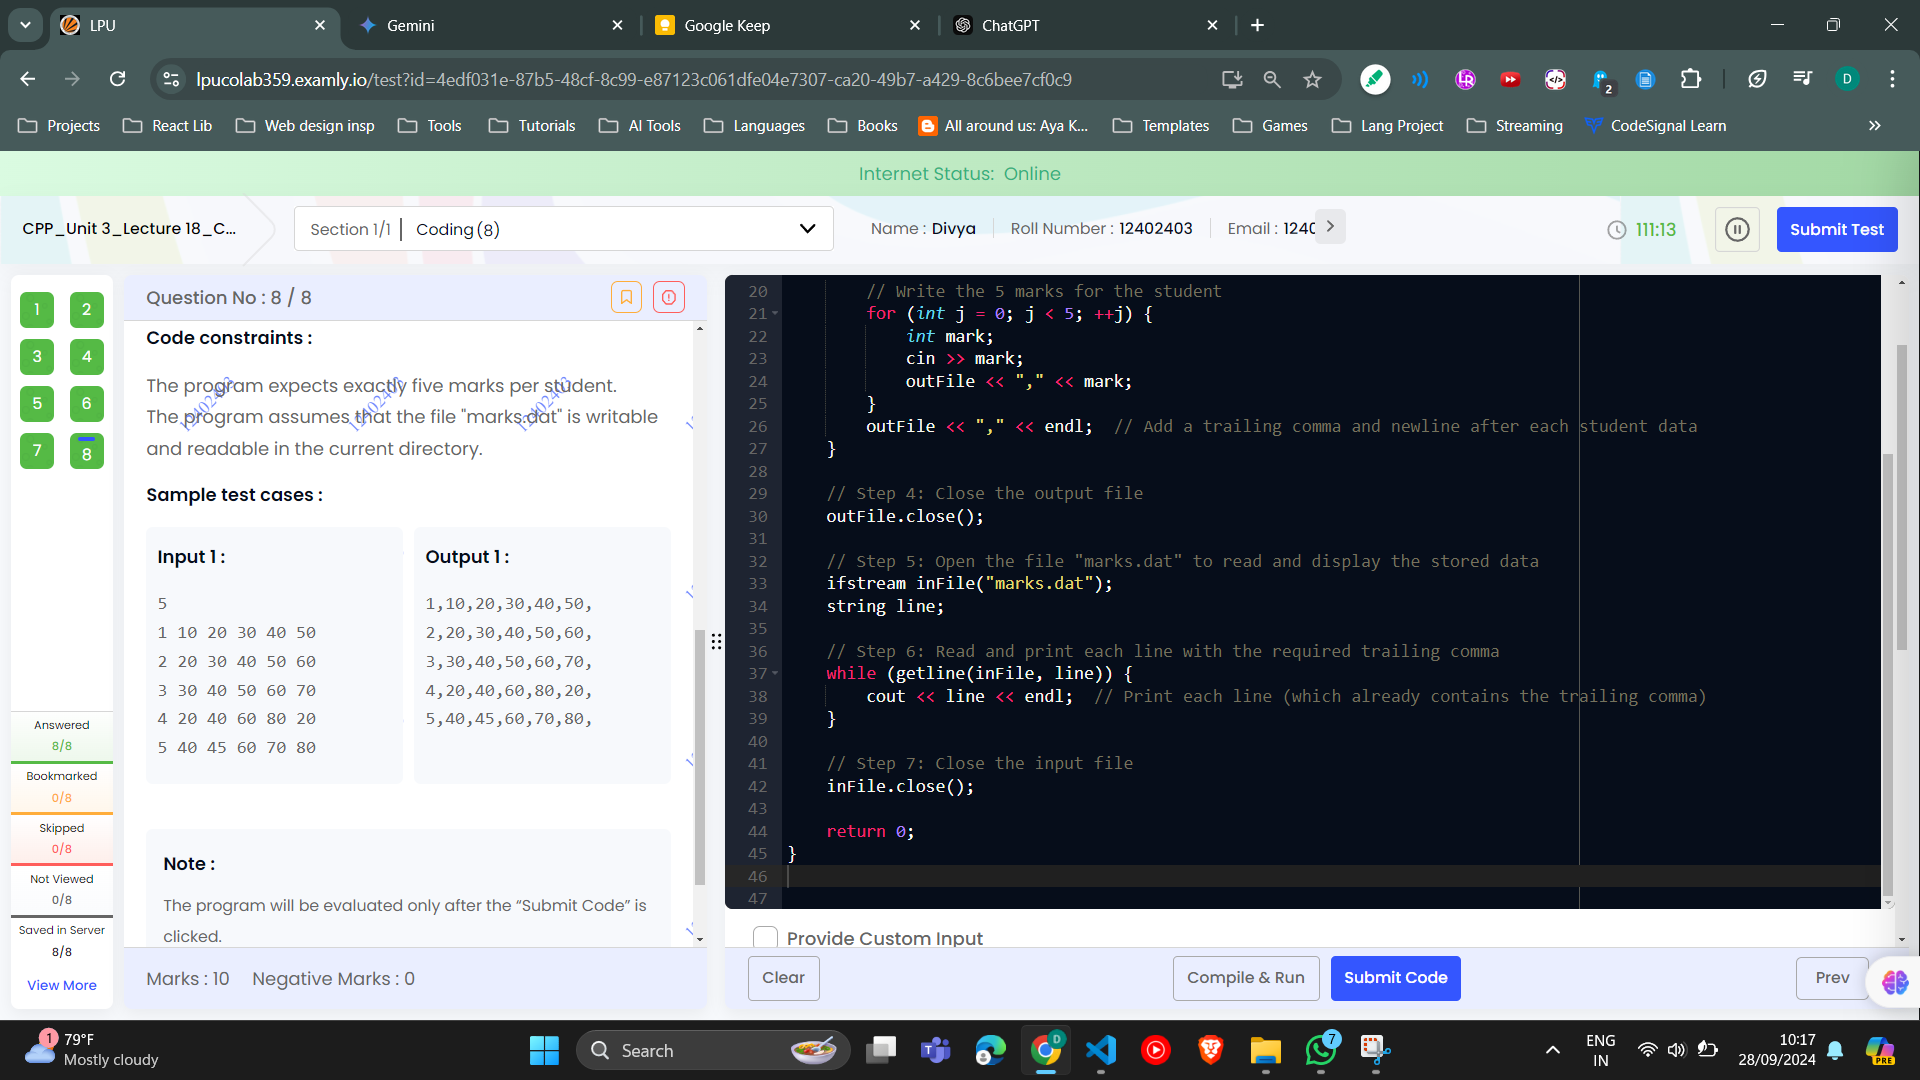 LPU
Gemini
Google Keep
ChatGPT
lpucolab359.examly.io/test?id=4edf031e-87b5-48cf-8c99-e87123c061dfe04e7307-ca20-49b7-a429-8c6bee7cf0c9
2
D
Projects
React Lib
Web design insp
Tools
Tutorials
AI Tools
Languages
Books
All around us: Aya K...
Templates
Games
Lang Project
Streaming
CodeSignal Learn
Internet Status: Online
CPP_Unit 3_Lecture 18_C...
Section 1/1 | Coding (8)
Name : Divya
Roll Number : 12402403
Email : 1240
111:13
Submit Test
1 2
3 4
5 6
7 8
Answered
8/8
Bookmarked
0/8
Skipped
0/8
Not Viewed
0/8
Saved in Server
8/8
View More
Question No : 8 / 8
Code constraints :
The program expects exactly five marks per student.
The program assumes that the file "marks.dat" is writable
and readable in the current directory.
12402403 12402403 12402403
Sample test cases :
Input 1 :
5
1 10 20 30 40 50
2 20 30 40 50 60
3 30 40 50 60 70
4 20 40 60 80 20
5 40 45 60 70 80
Output 1 :
1,10,20,30,40,50,
2,20,30,40,50,60,
3,30,40,50,60,70,
4,20,40,60,80,20,
5,40,45,60,70,80,
Note :
The program will be evaluated only after the “Submit Code” is
clicked.
Marks : 10 Negative Marks : 0
20 // Write the 5 marks for the student
21 for (int j = 0; j < 5; ++j) {
22 int mark;
23 cin >> mark;
24 outFile << "," << mark;
25 }
26 outFile << "," << endl; // Add a trailing comma and newline after each student data
27 }
28
29 // Step 4: Close the output file
30 outFile.close();
31
32 // Step 5: Open the file "marks.dat" to read and display the stored data
33 ifstream inFile("marks.dat");
34 string line;
35
36 // Step 6: Read and print each line with the required trailing comma
37 while (getline(inFile, line)) {
38 cout << line << endl; // Print each line (which already contains the trailing comma)
39 }
40
41 // Step 7: Close the input file
42 inFile.close();
43
44 return 0;
45 }
46
47
Provide Custom Input
Clear
Compile & Run
Submit Code
Prev
1
79°F
Mostly cloudy
Search
D
7
ENG
IN
10:17
28/09/2024
PRE